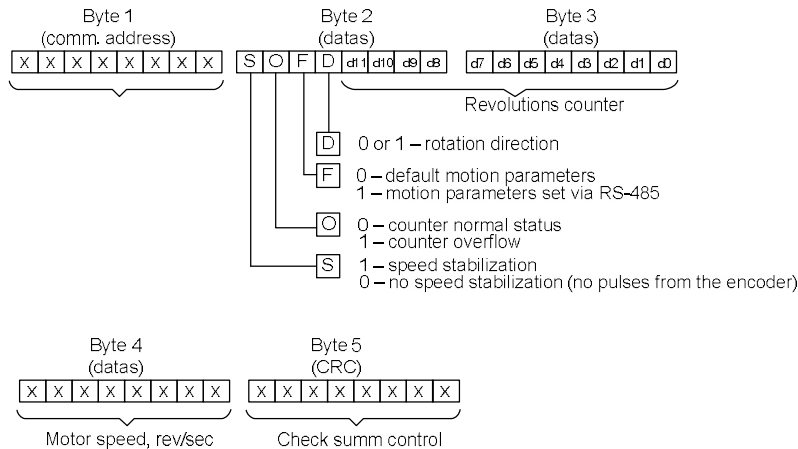 Byte 1 Byte 2 Byte 3
(comm. address) (datas) (datas)
X X X X X X X X S O F D d11 d10 d9 d8 d7 d6 d5 d4 d3 d2 d1 d0
Revolutions counter
D 0 or 1 – rotation direction
F 0 – default motion parameters
1 – motion parameters set via RS-485
O 0 – counter normal status
1 – counter overflow
S 1 – speed stabilization
0 – no speed stabilization (no pulses from the encoder)
Byte 4 Byte 5
(datas) (CRC)
X X X X X X X X X X X X X X X X
Motor speed, rev/sec Check summ control